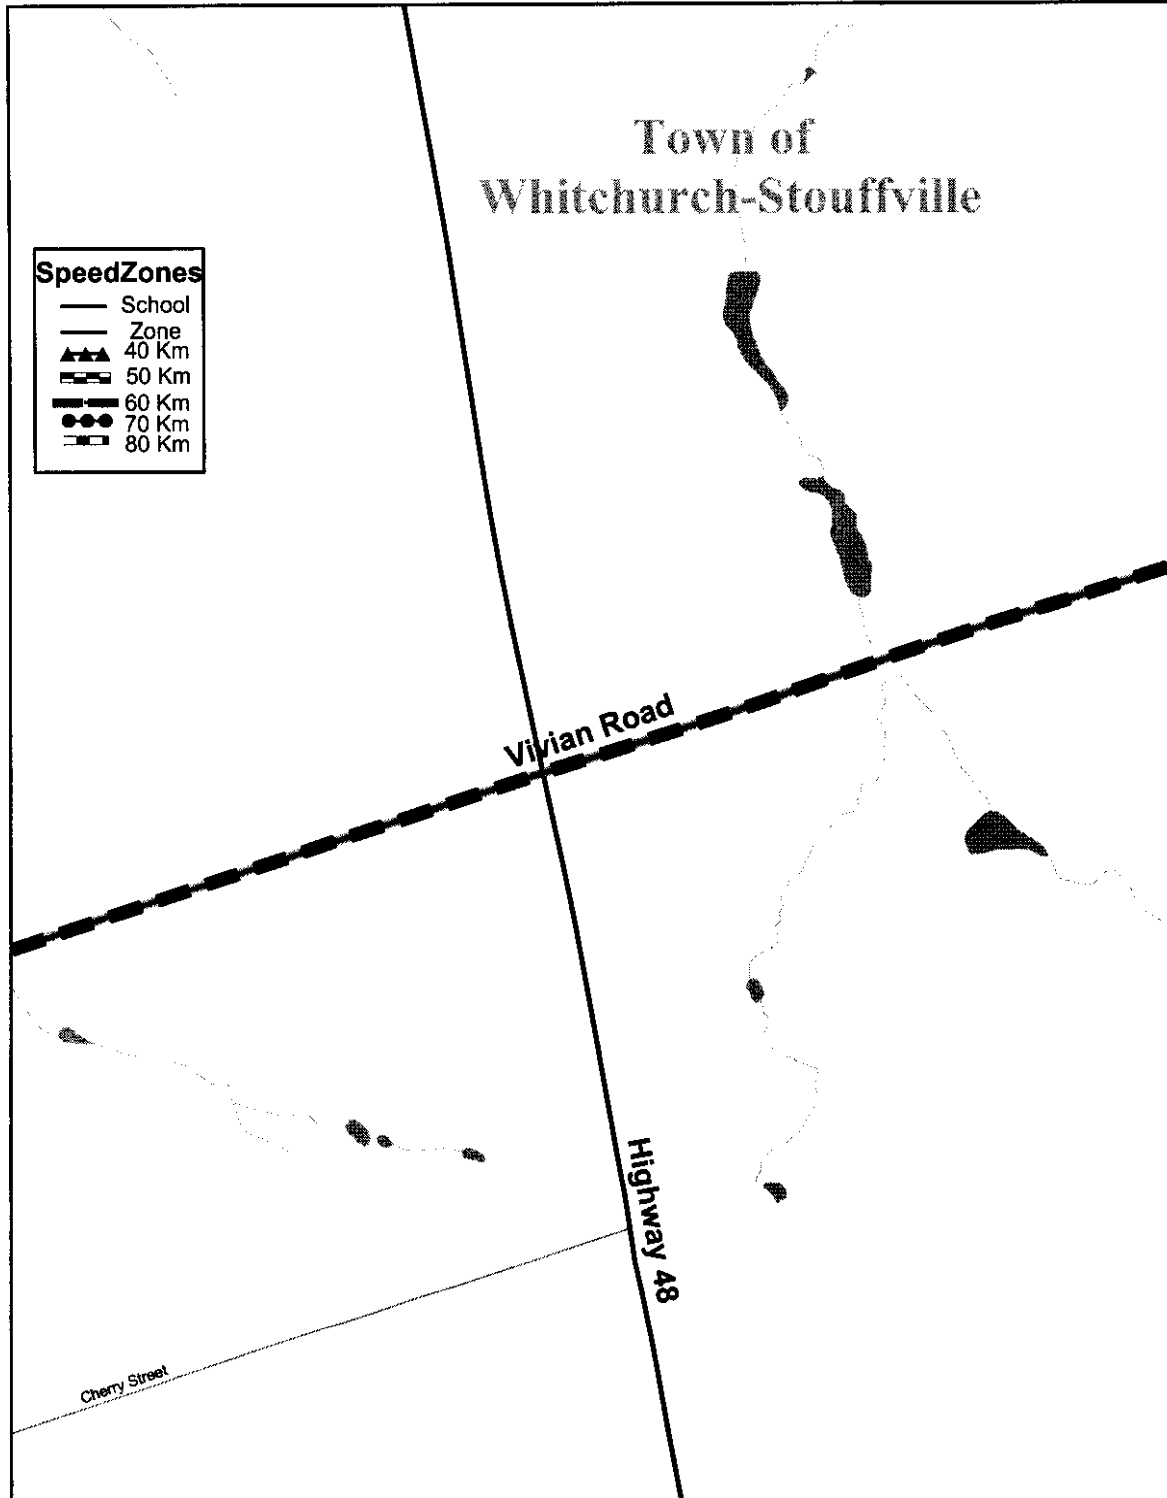 Town of
Whitchurch-Stouffville
SpeedZones
School
Zone
40 Km
50 Km
60 Km
70 Km
80 Km
Vivian Road
Highway 48
Cherry Street